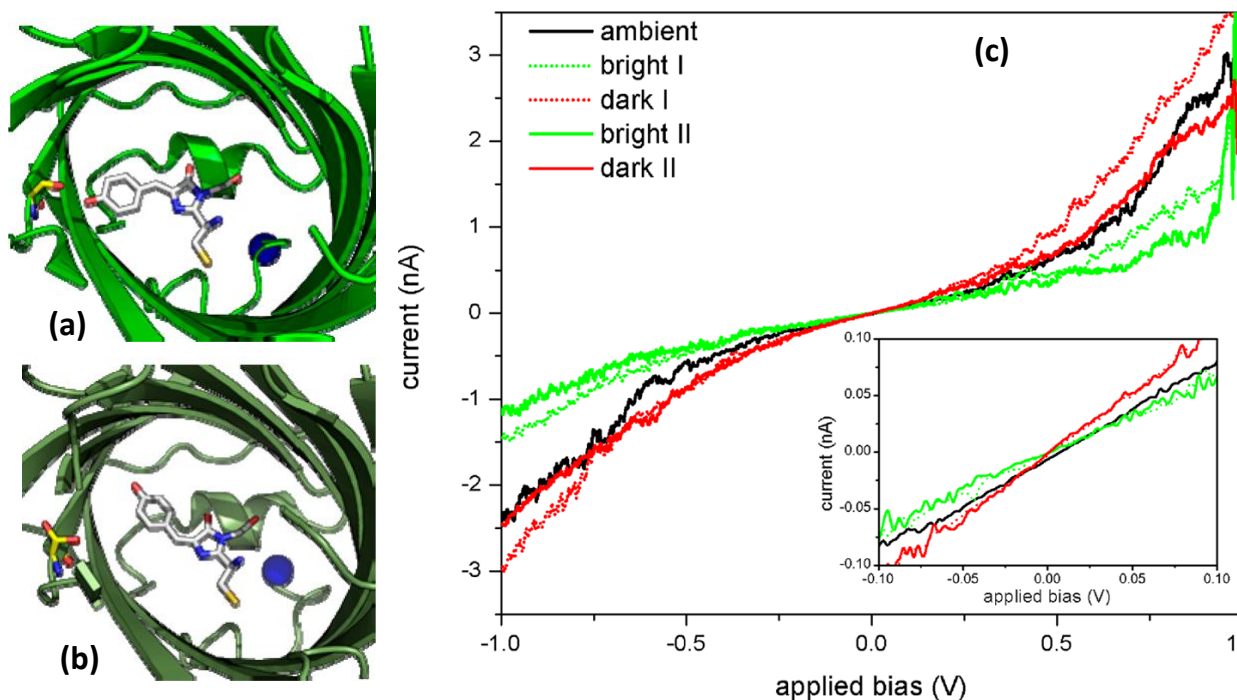 (a)
(b)
(c)
ambient
bright I
dark I
bright II
dark II
current (nA)
3
2
1
0
-1
-2
-3
-1.0
-0.5
0.0
0.5
1
applied bias (V)
current (nA)
0.10
0.05
0.00
-0.05
-0.10
-0.10
-0.05
0.00
0.05
0.10
applied bias (V)